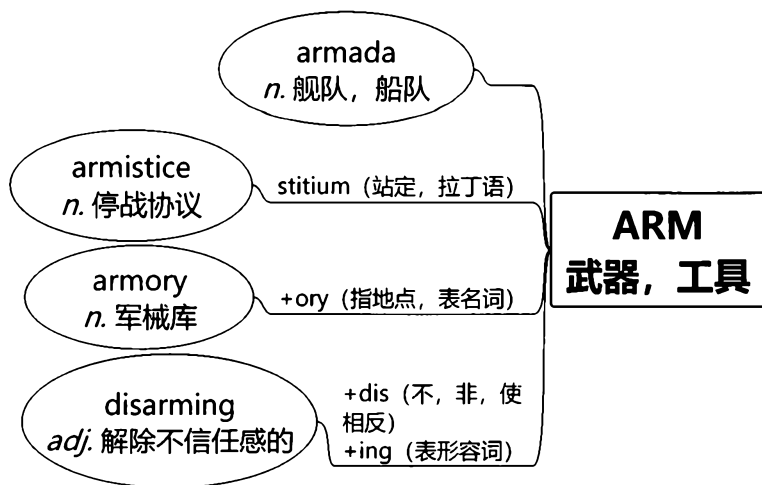 armada
n. 舰队，船队
armistice
n. 停战协议
stitium（站定，拉丁语）
ARM
武器，工具
armory
n. 军械库
+ory（指地点，表名词）
disarming
adj. 解除不信任感的
+dis（不，非，使
相反）
+ing（表形容词）